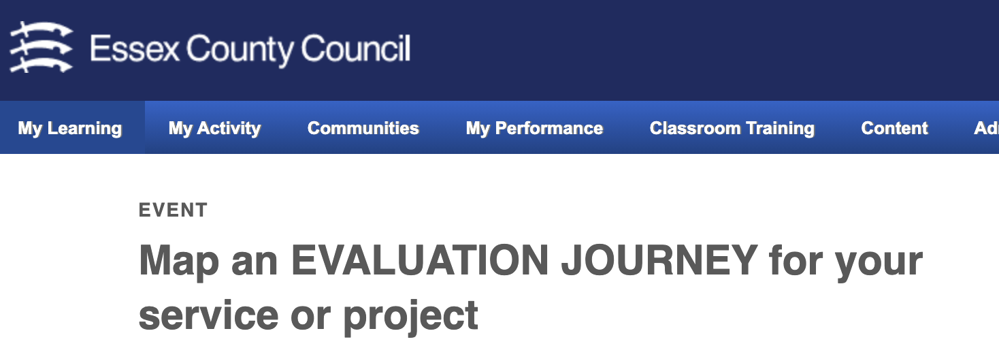 Essex County Council
My Learning My Activity Communities My Performance Classroom Training Content
EVENT
Map an EVALUATION JOURNEY for your
service or project